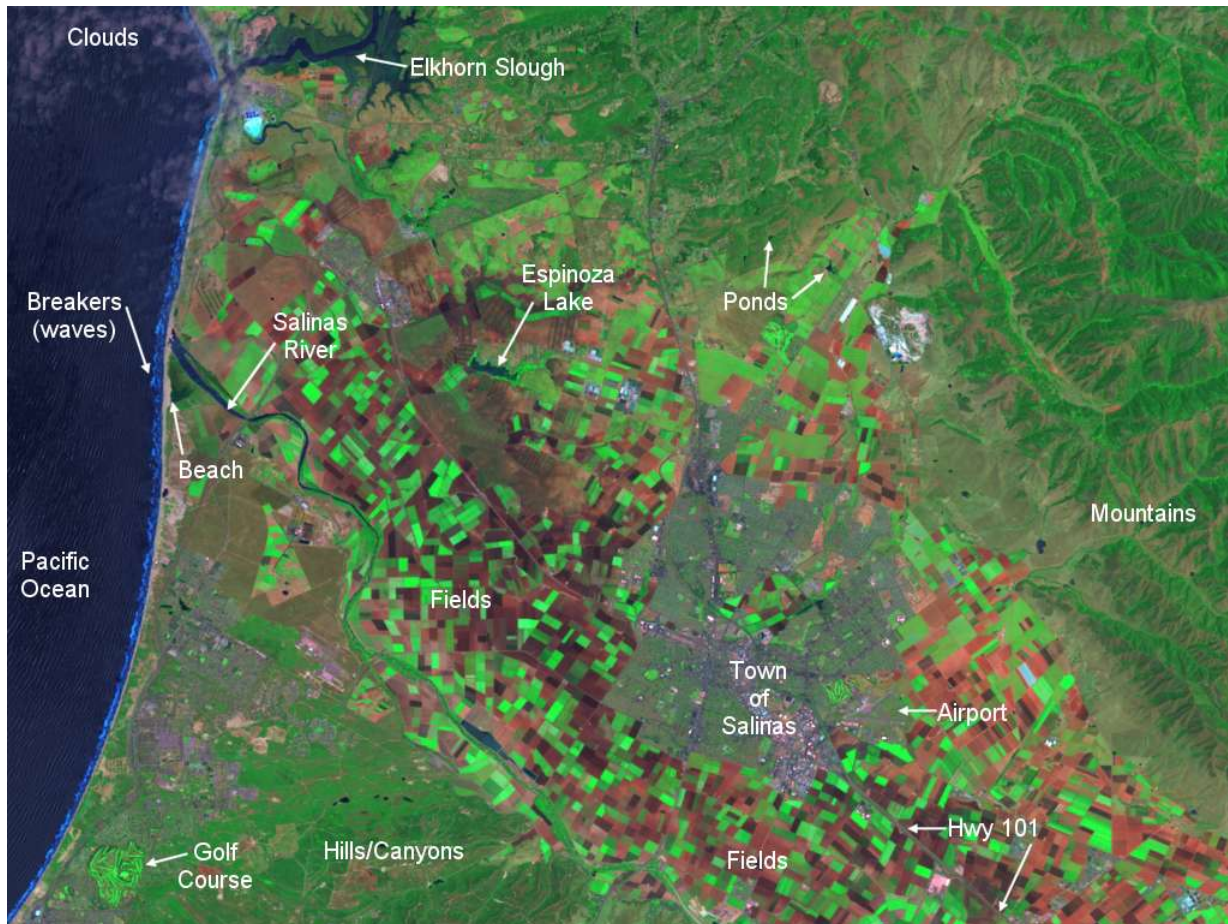 Clouds
Elkhorn Slough
Espinoza
Lake
Ponds
Breakers
(waves)
Salinas
River
Beach
Mountains
Pacific
Ocean
Fields
Town
of
Salinas
Airport
Hwy 101
Golf
Course
Hills/Canyons
Fields